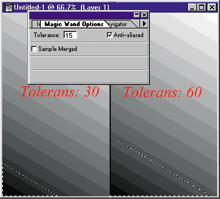 Untitled-1 @ 66,7% (Layer 1)
Magic Wand Options
vigator
Tolerance: 15
Anti-aliased
Sample Merged
Tolerans: 30
Tolerans: 60